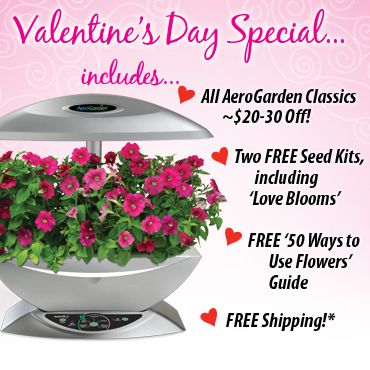 Valentine's Day Special...
includes...
All AeroGarden Classics
~$20-30 Off!
AeroGarden
Two FREE Seed Kits,
including
'Love Blooms'
FREE '50 Ways to
Use Flowers'
Guide
FREE Shipping!*